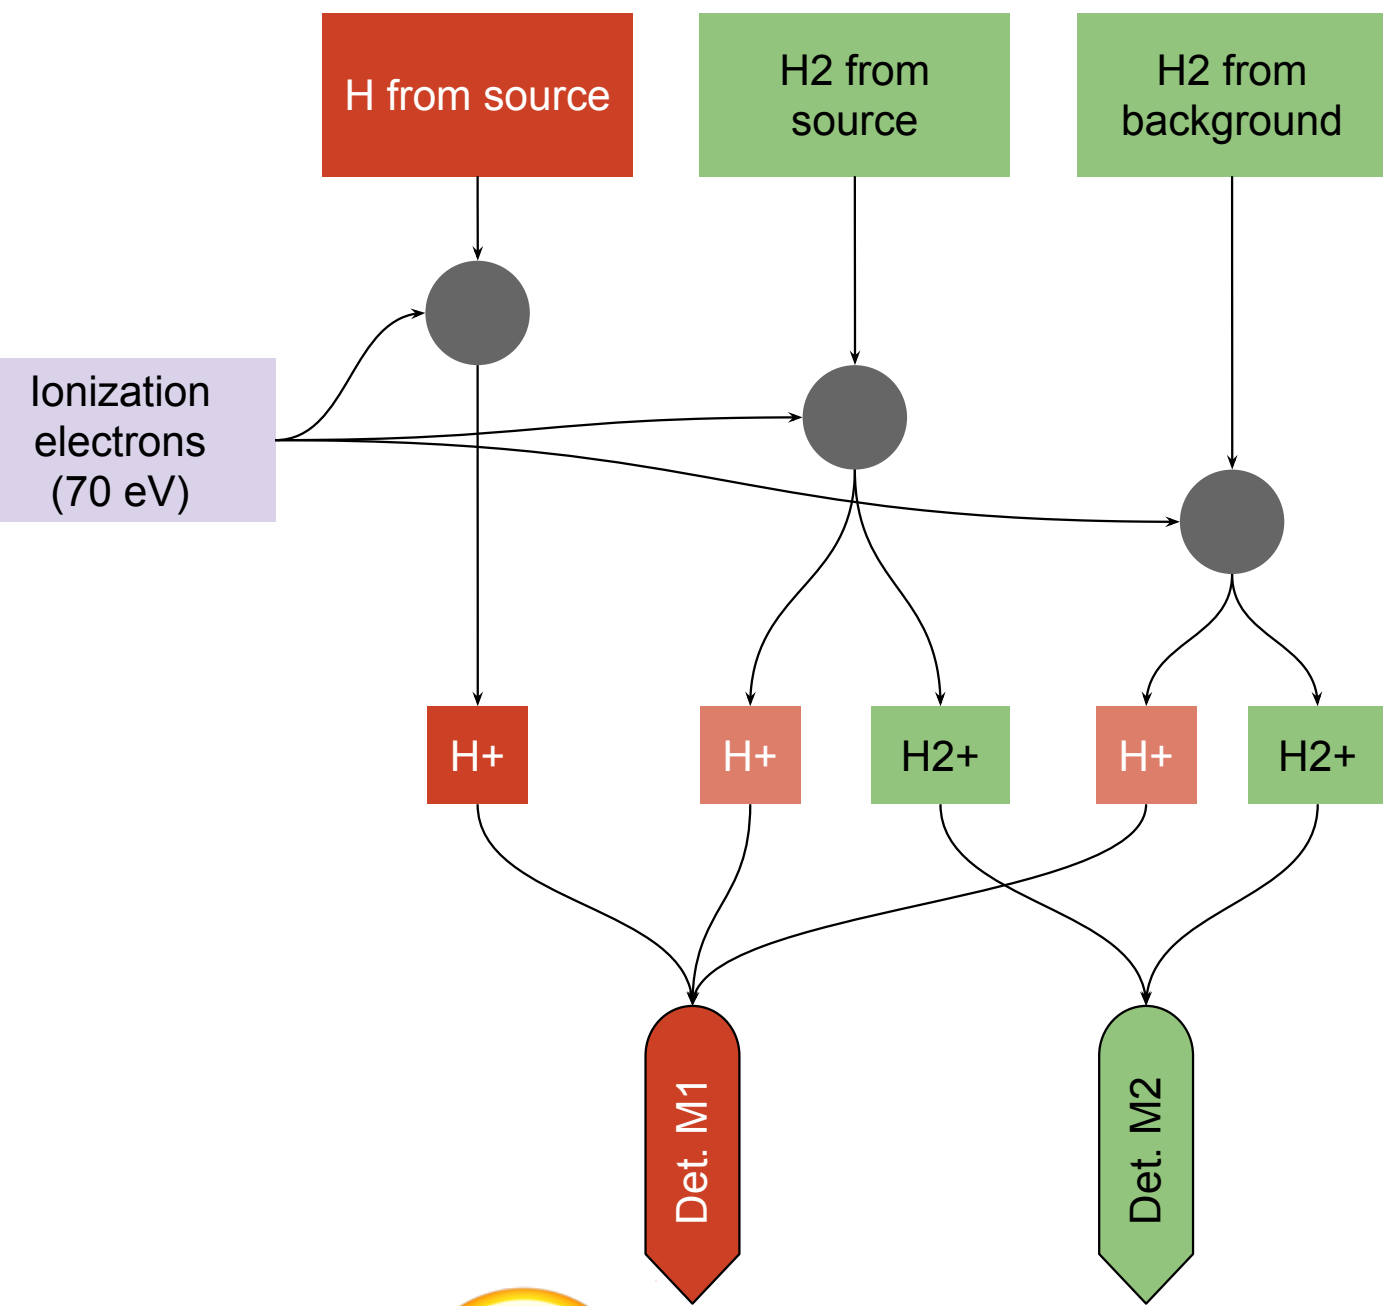 H from source
H2 from
source
H2 from
background
Ionization
electrons
(70 eV)
H+
H+
H2+
H+
H2+
Det. M1
Det. M2